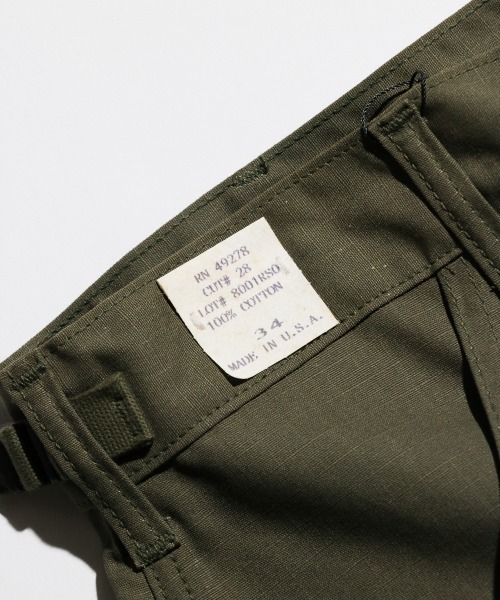 RN 49278
CUT# 28
LOT# 8001RSO
100% COTTON
34
MADE IN U.S.A.